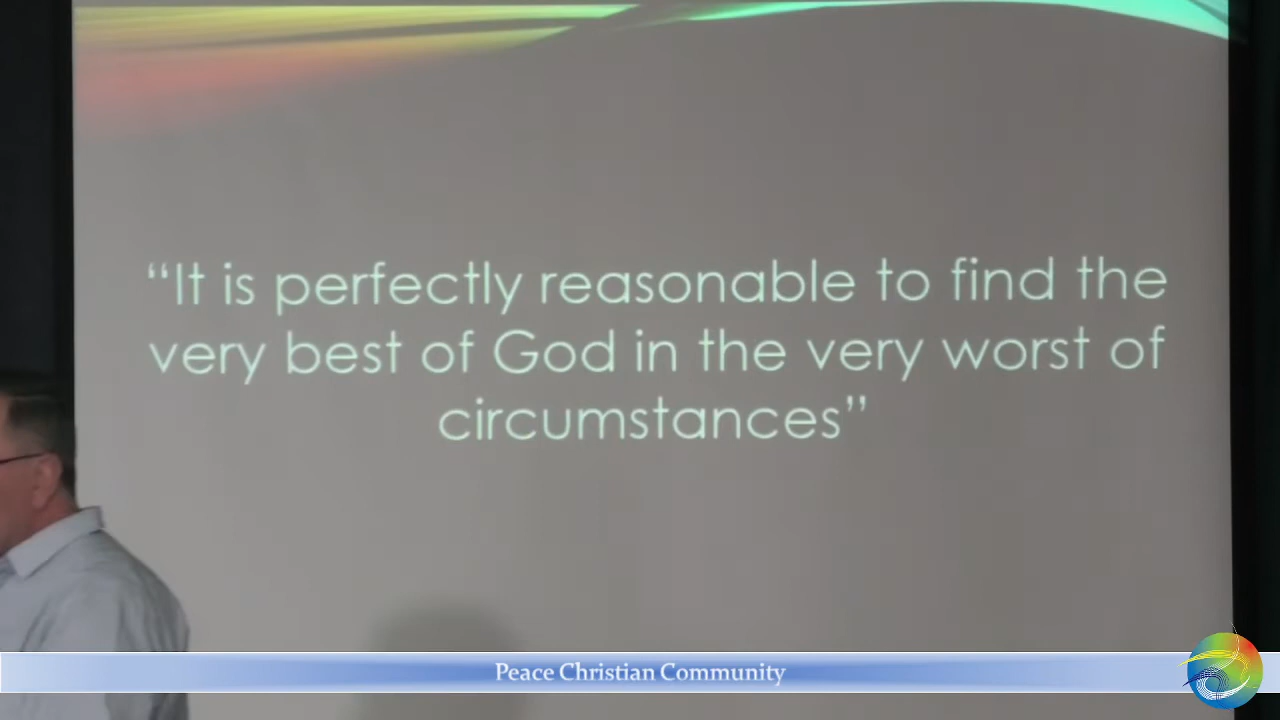 “It is perfectly reasonable to find the
very best of God in the very worst of
circumstances”
Peace Christian Community